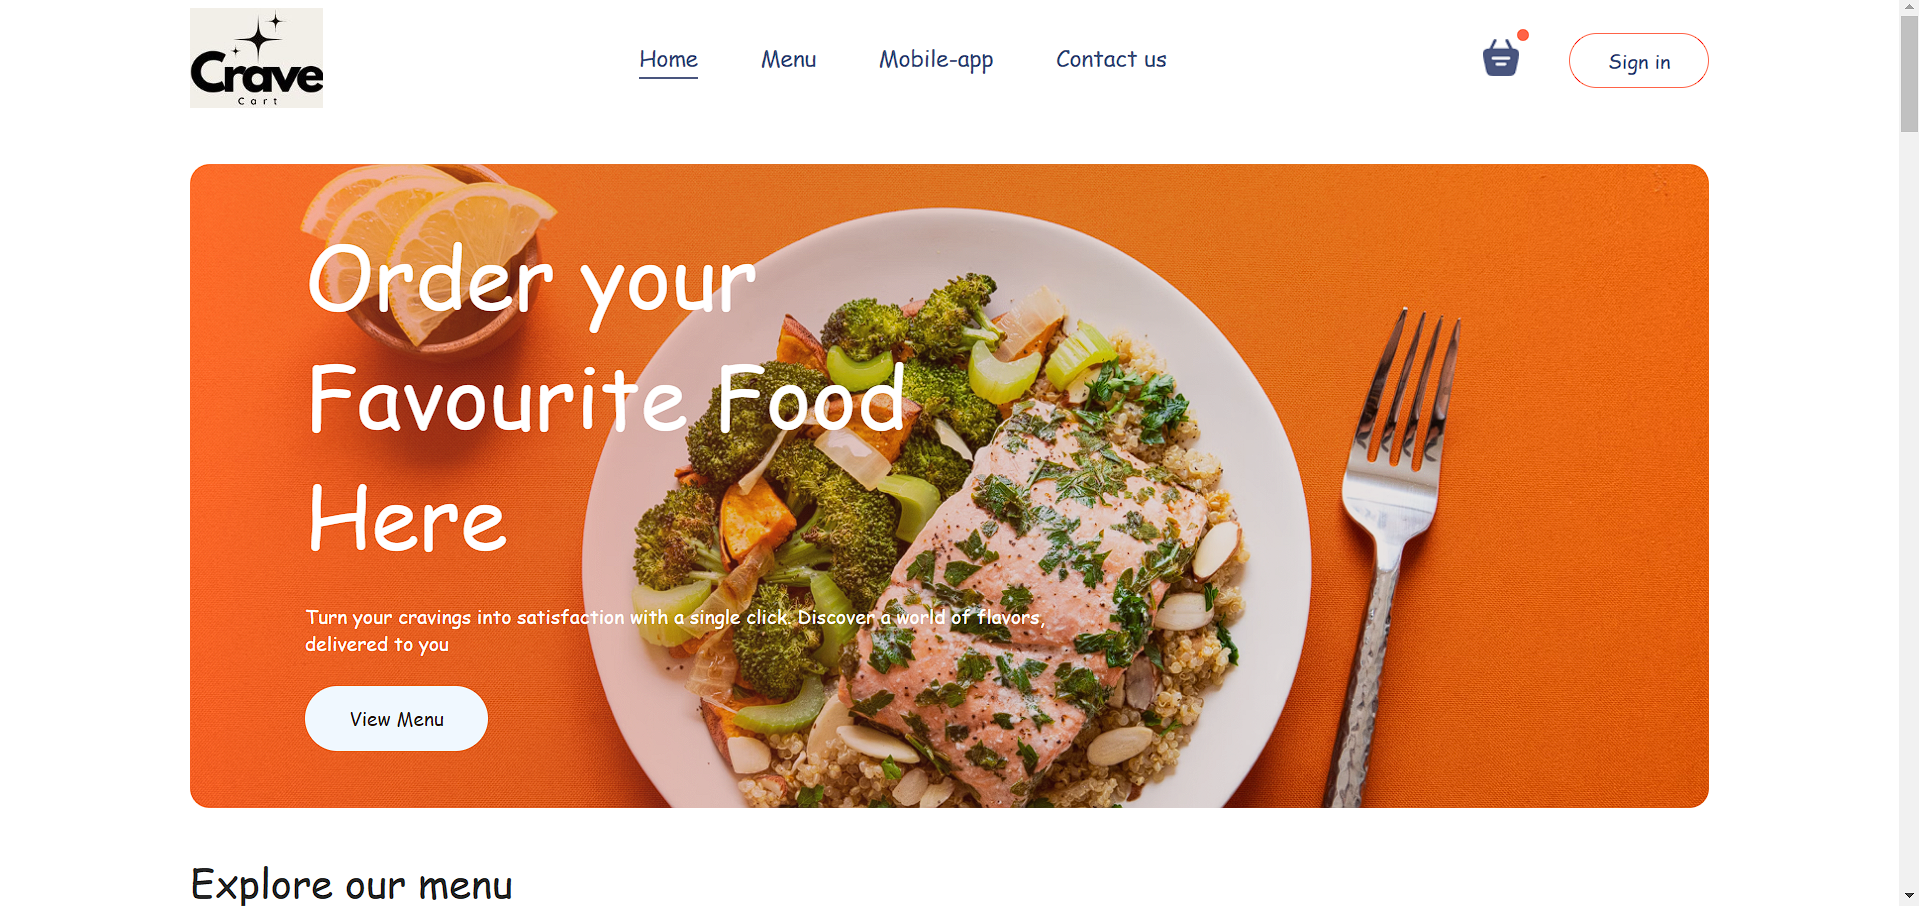 Crave
Cart
Home
Menu
Mobile-app
Contact us
Sign in
Order your
Favourite Food
Here
Turn your cravings into satisfaction with a single click. Discover a world of flavors,
delivered to you
View Menu
Explore our menu